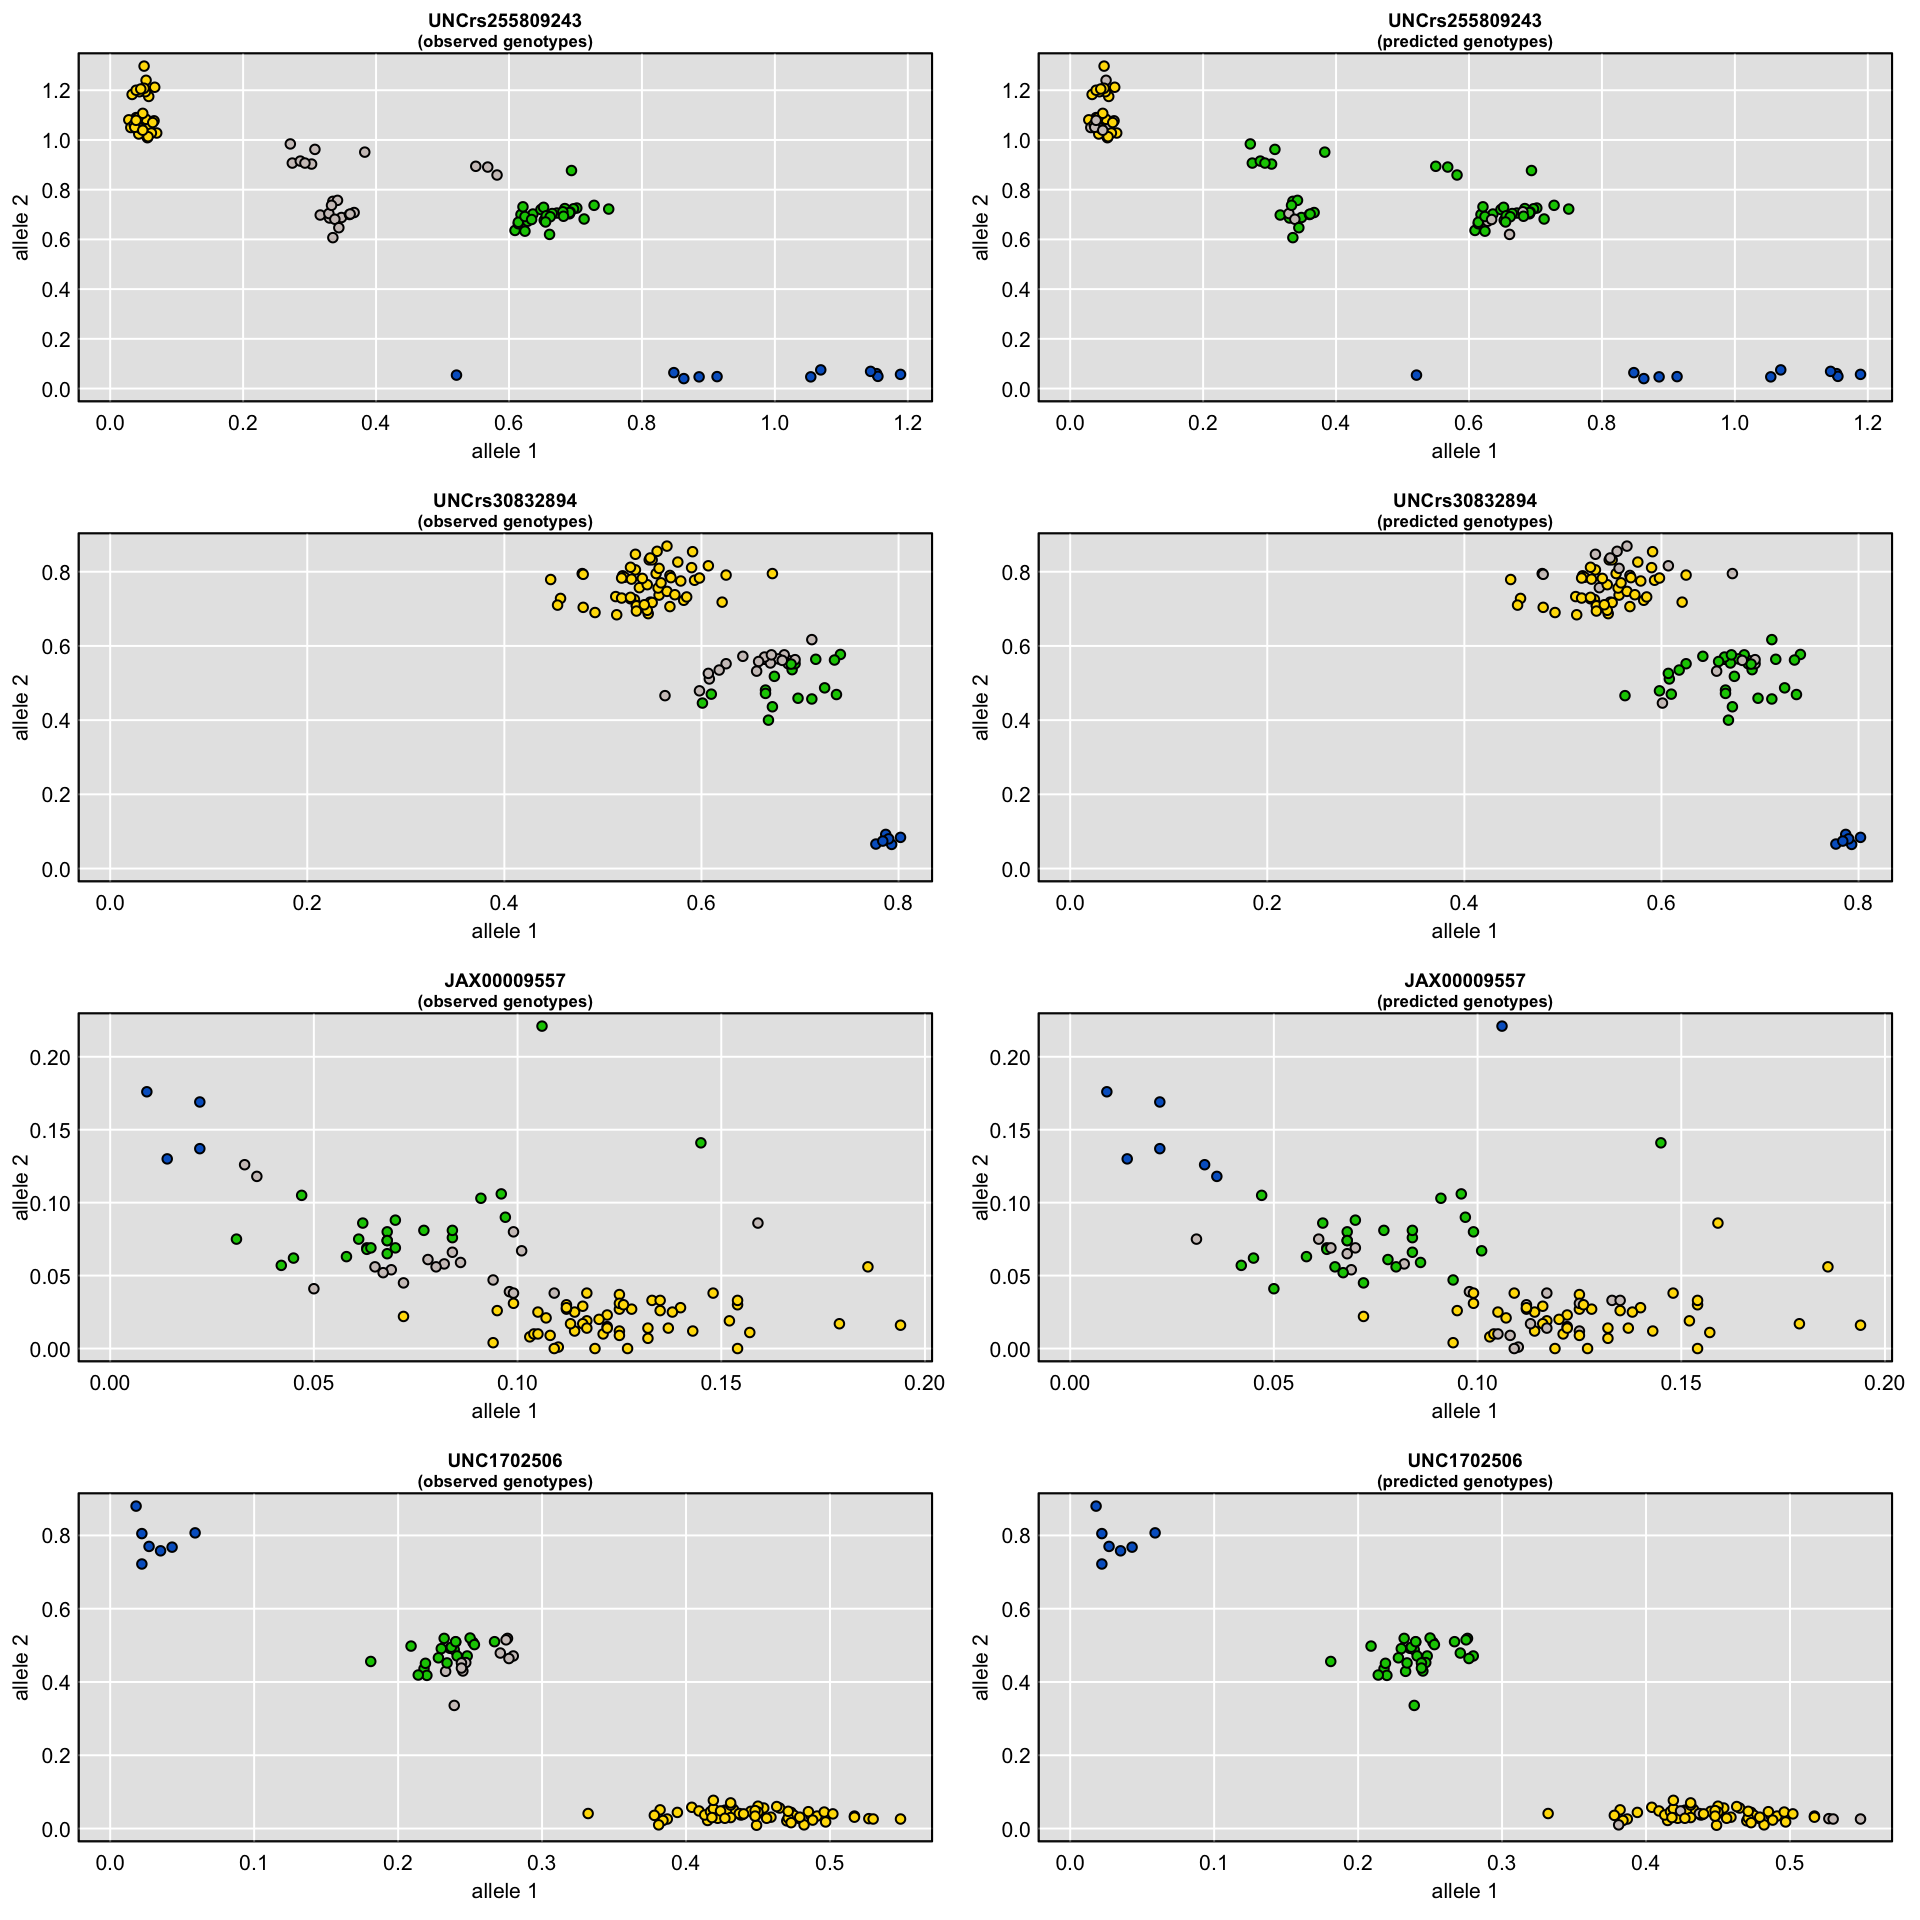 UNCrs255809243
(observed genotypes)
allele 2
1.2
1.0
0.8
0.6
0.4
0.2
0.0
0.0 0.2 0.4 0.6 0.8 1.0 1.2
allele 1
UNCrs255809243
(predicted genotypes)
allele 2
1.2
1.0
0.8
0.6
0.4
0.2
0.0
0.0 0.2 0.4 0.6 0.8 1.0 1.2
allele 1
UNCrs30832894
(observed genotypes)
allele 2
0.8
0.6
0.4
0.2
0.0
0.0 0.2 0.4 0.6 0.8
allele 1
UNCrs30832894
(predicted genotypes)
allele 2
0.8
0.6
0.4
0.2
0.0
0.0 0.2 0.4 0.6 0.8
allele 1
JAX00009557
(observed genotypes)
allele 2
0.20
0.15
0.10
0.05
0.00
0.00 0.05 0.10 0.15 0.20
allele 1
JAX00009557
(predicted genotypes)
allele 2
0.20
0.15
0.10
0.05
0.00
0.00 0.05 0.10 0.15 0.20
allele 1
UNC1702506
(observed genotypes)
allele 2
0.8
0.6
0.4
0.2
0.0
0.0 0.1 0.2 0.3 0.4 0.5
allele 1
UNC1702506
(predicted genotypes)
allele 2
0.8
0.6
0.4
0.2
0.0
0.0 0.1 0.2 0.3 0.4 0.5
allele 1